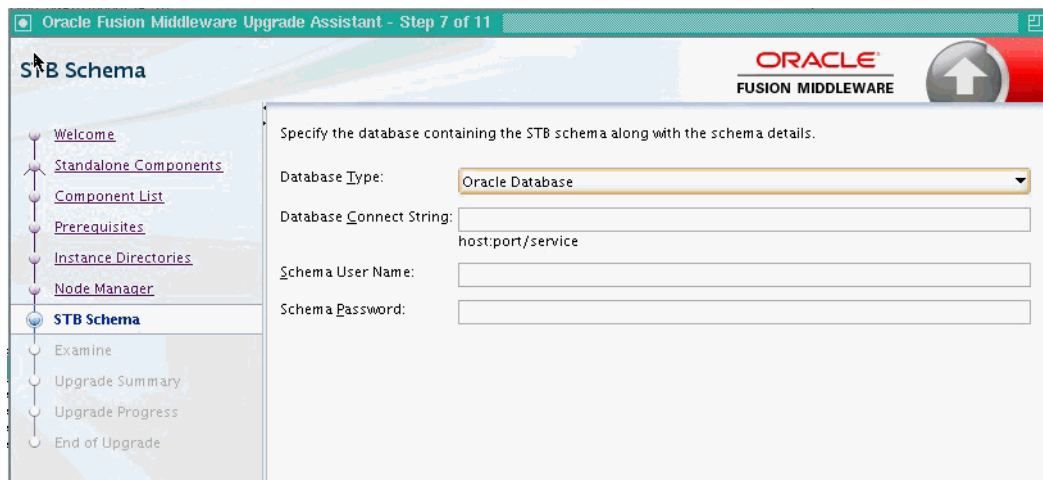 Oracle Fusion Middleware Upgrade Assistant - Step 7 of 11
STB Schema
ORACLE
FUSION MIDDLEWARE
Welcome
Standalone Components
Component List
Prerequisites
Instance Directories
Node Manager
STB Schema
Examine
Upgrade Summary
Upgrade Progress
End of Upgrade
Specify the database containing the STB schema along with the schema details.
Database Type:
Oracle Database
Database Connect String:
host:port/service
Schema User Name:
Schema Password: